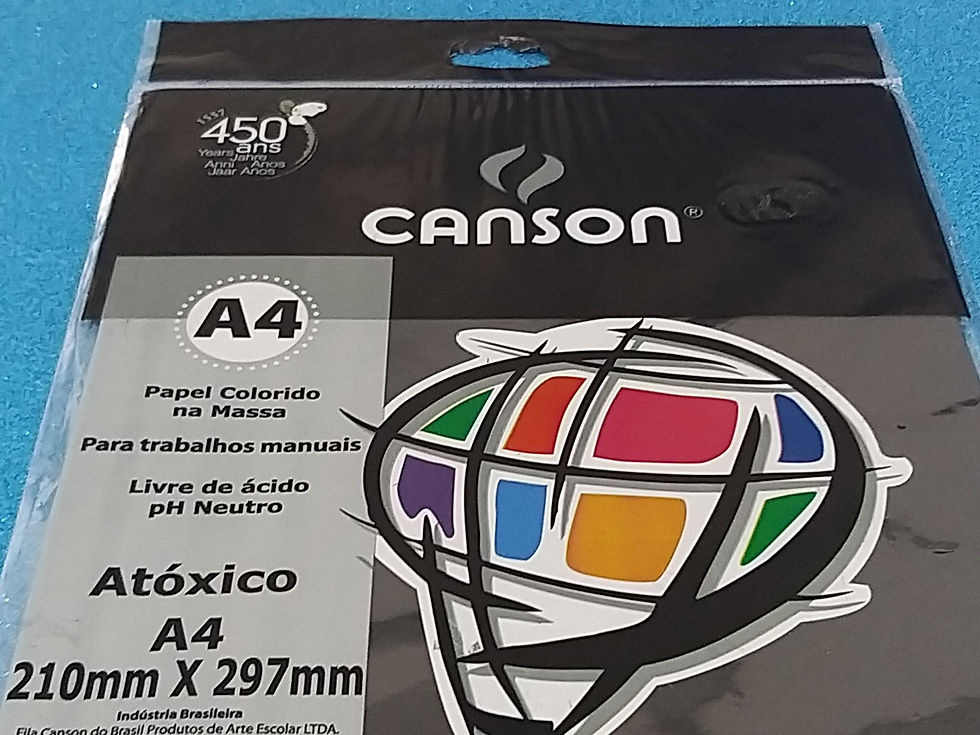 1557
450
ans
Years Jahre
Anni Anos
Jaar Años
CANSON®
A4
Papel Colorido
na Massa
Para trabalhos manuais
Livre de ácido
pH Neutro
Atóxico
A4
210mm X 297mm
Indústria Brasileira
Fila Canson do Brasil Produtos de Arte Escolar LTDA.